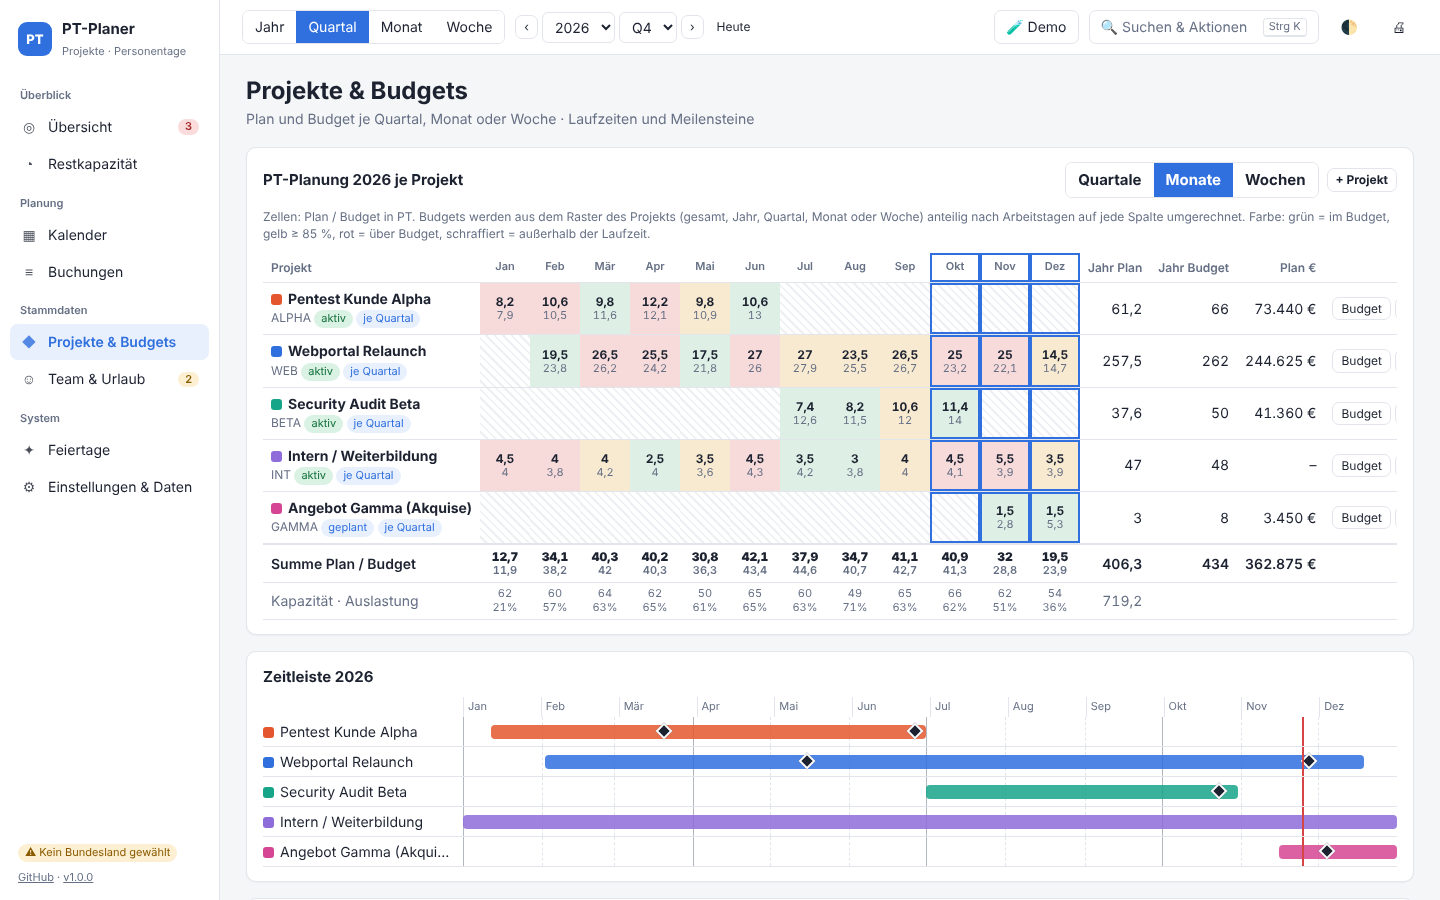 PT
PT-Planer
Projekte · Personentage
Überblick
Übersicht 3
Restkapazität
Planung
Kalender
Buchungen
Stammdaten
Projekte & Budgets
Team & Urlaub 2
System
Feiertage
Einstellungen & Daten
⚠ Kein Bundesland gewählt
GitHub · v1.0.0
Jahr Quartal Monat Woche ‹ 2026 Q4 › Heute Demo Suchen & Aktionen Strg K
Projekte & Budgets
Plan und Budget je Quartal, Monat oder Woche · Laufzeiten und Meilensteine
PT-Planung 2026 je Projekt Quartale Monate Wochen + Projekt
Zellen: Plan / Budget in PT. Budgets werden aus dem Raster des Projekts (gesamt, Jahr, Quartal, Monat oder Woche) anteilig nach Arbeitstagen auf jede Spalte umgerechnet. Farbe: grün = im Budget,
gelb ≥ 85 %, rot = über Budget, schraffiert = außerhalb der Laufzeit.
Projekt Jan Feb Mär Apr Mai Jun Jul Aug Sep Okt Nov Dez Jahr Plan Jahr Budget Plan €
Pentest Kunde Alpha 8,2 10,6 9,8 12,2 9,8 10,6 61,2 66 73.440 € Budget
ALPHA aktiv je Quartal 7,9 10,5 11,6 12,1 10,9 13
Webportal Relaunch 19,5 26,5 25,5 17,5 27 27 23,5 26,5 25 25 14,5 257,5 262 244.625 € Budget
WEB aktiv je Quartal 23,8 26,2 24,2 21,8 26 27,9 25,5 26,7 23,2 22,1 14,7
Security Audit Beta 7,4 8,2 10,6 11,4 37,6 50 41.360 € Budget
BETA aktiv je Quartal 12,6 11,5 12 14
Intern / Weiterbildung 4,5 4 4 2,5 3,5 4,5 3,5 3 4 4,5 5,5 3,5 47 48 – Budget
INT aktiv je Quartal 4 3,8 4,2 4 3,6 4,3 4,2 3,8 4 4,1 3,9 3,9
Angebot Gamma (Akquise) 1,5 1,5 3 8 3.450 € Budget
GAMMA geplant je Quartal 2,8 5,3
Summe Plan / Budget 12,7 34,1 40,3 40,2 30,8 42,1 37,9 34,7 41,1 40,9 32 19,5 406,3 434 362.875 €
11,9 38,2 42 40,3 36,3 43,4 44,6 40,7 42,7 41,3 28,8 23,9
Kapazität · Auslastung 62 60 64 62 50 65 60 49 65 66 62 54 719,2
21% 57% 63% 65% 61% 65% 63% 71% 63% 62% 51% 36%
Zeitleiste 2026
Jan Feb Mär Apr Mai Jun Jul Aug Sep Okt Nov Dez
Pentest Kunde Alpha
Webportal Relaunch
Security Audit Beta
Intern / Weiterbildung
Angebot Gamma (Akqui...